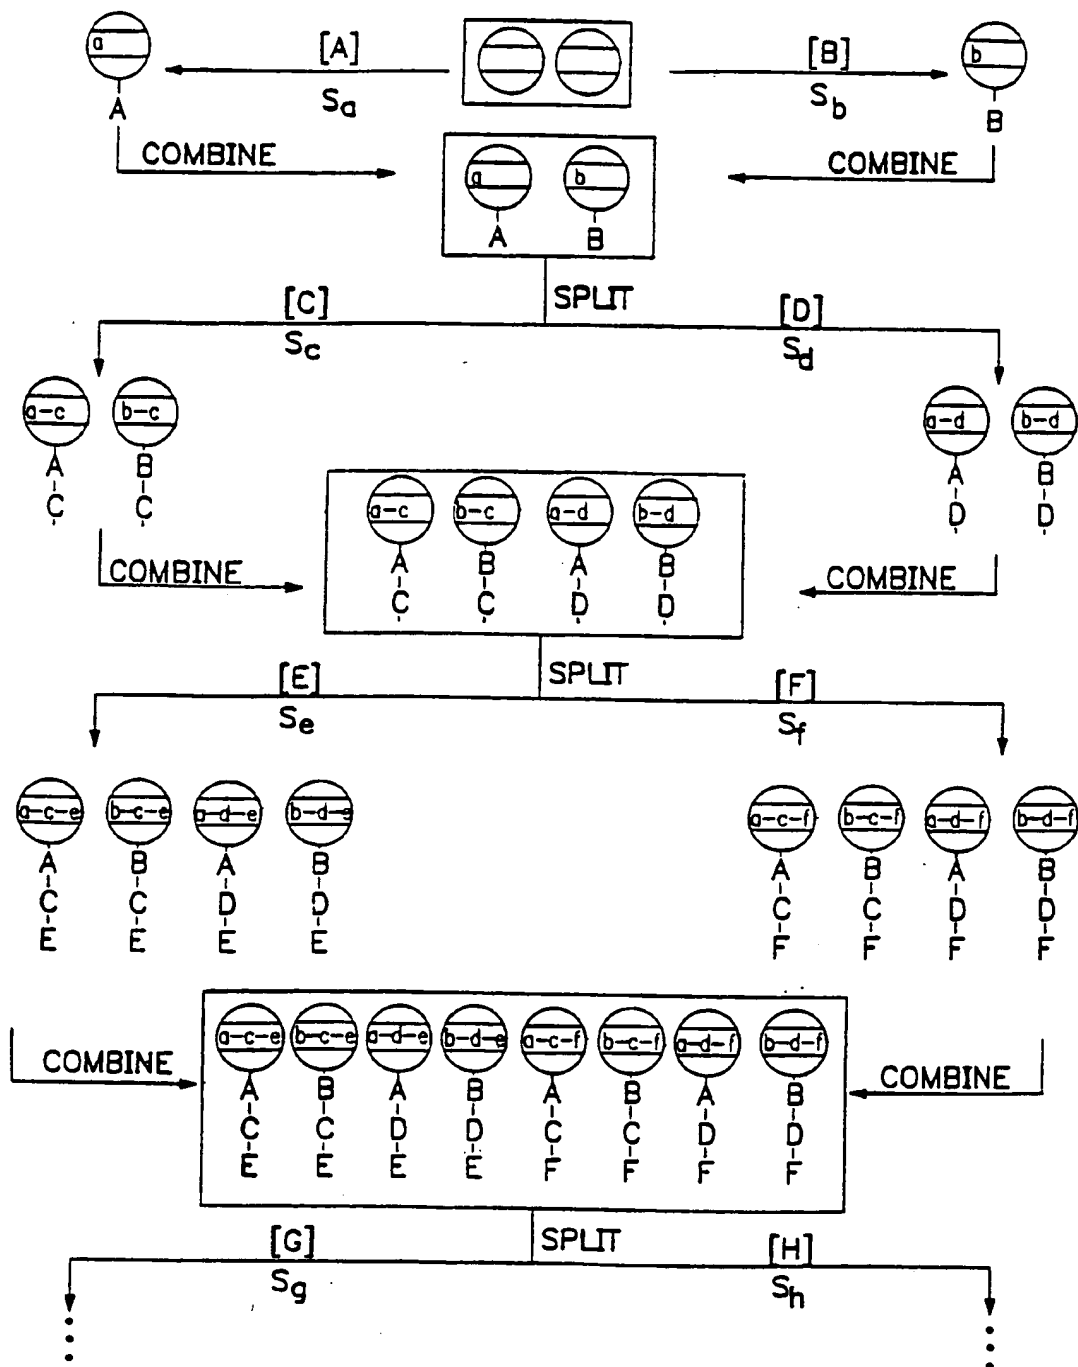 a [A] [B] b
A Sa Sb B
COMBINE COMBINE
a b
A B
[C] SPLIT [D]
Sc Sd
a-c b-c a-d b-d
A B A B
C C D D
a-c b-c a-d b-d
COMBINE COMBINE
A B A B
C C D D
[E] SPLIT [F]
Se Sf
a-c-e b-c-e a-d-e b-d-e a-c-f b-c-f a-d-f b-d-f
A B A B A B A B
C C D D C C D D
E E E E F F F F
a-c-e b-c-e a-d-e b-d-e a-c-f b-c-f a-d-f b-d-f
COMBINE COMBINE
A B A B A B A B
C C D D C C D D
E E E E F F F F
[G] SPLIT [H]
Sg Sh